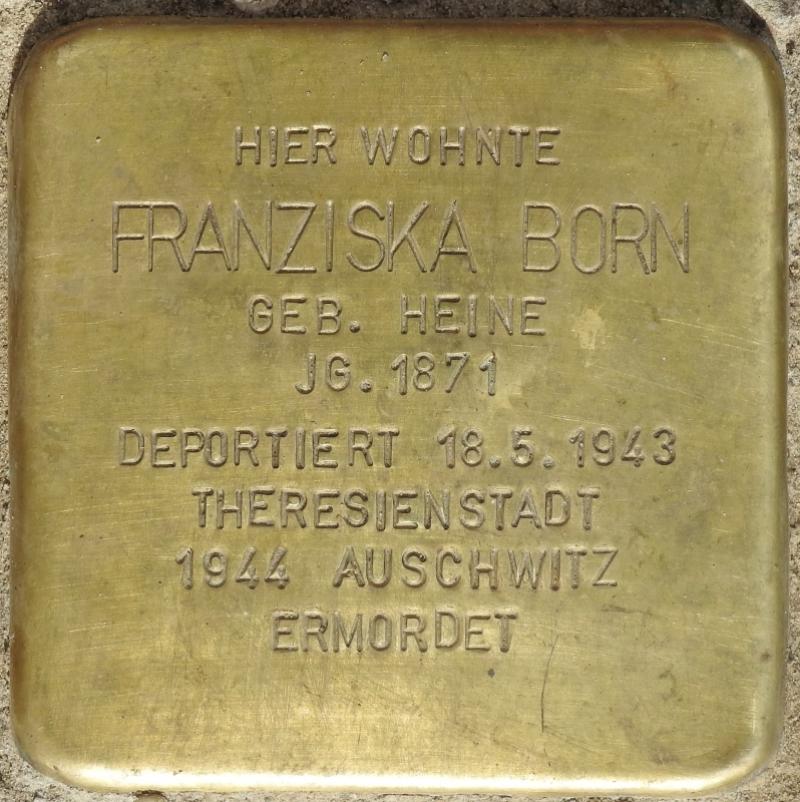 HIER WOHNTE
FRANZISKA BORN
GEB. HEINE
JG. 1871
DEPORTIERT 18.5.1943
THERESIENSTADT
1944 AUSCHWITZ
ERMORDET